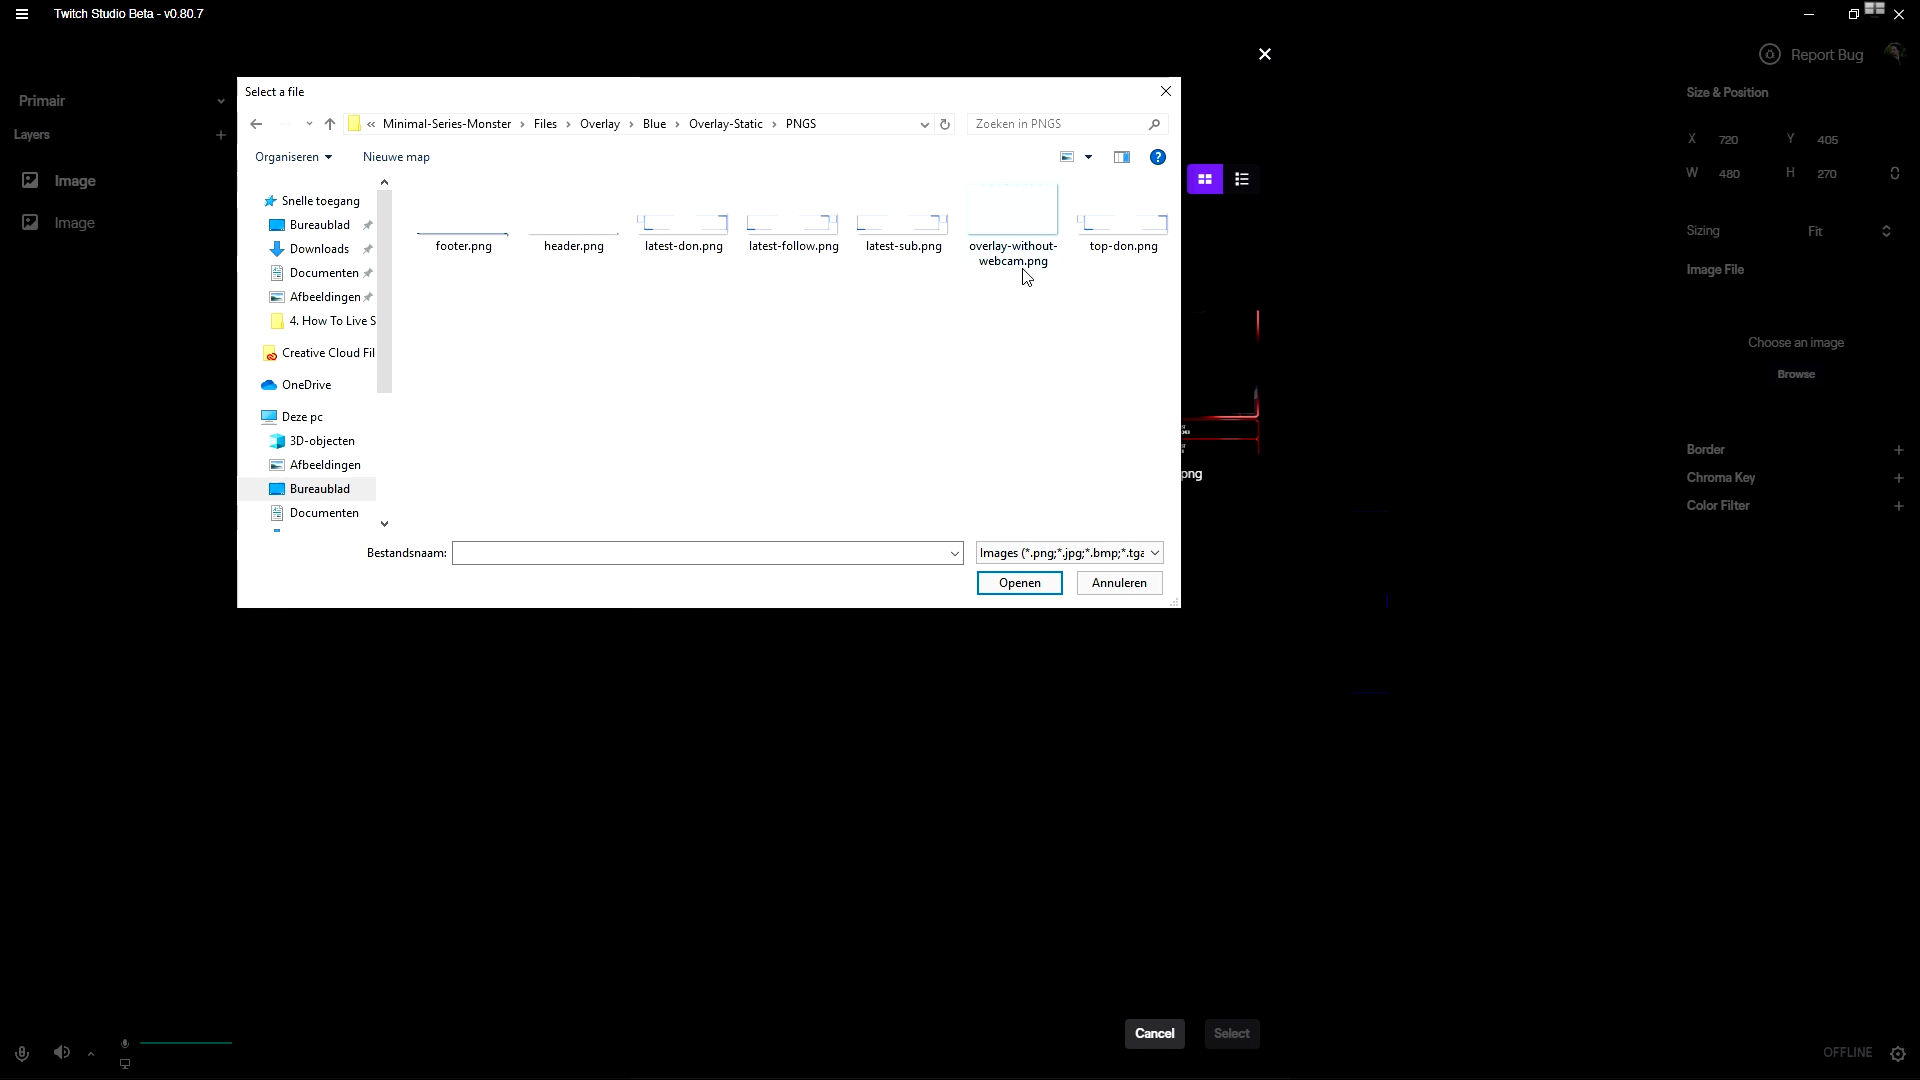 Twitch Studio Beta - v0.80.7
Report Bug
Primair
Layers
Image
Image
Select a file
« Minimal-Series-Monster › Files › Overlay › Blue › Overlay-Static › PNGS
Zoeken in PNGS
Organiseren
Nieuwe map
Snelle toegang
Bureaublad
Downloads
Documenten
Afbeeldingen
4. How To Live S
Creative Cloud Fil
OneDrive
Deze pc
3D-objecten
Afbeeldingen
Bureaublad
Documenten
footer.png
header.png
latest-don.png
latest-follow.png
latest-sub.png
overlay-without-
webcam.png
top-don.png
Bestandsnaam:
Images (*.png;*.jpg;*.bmp;*.tga
Openen
Annuleren
png
Size & Position
X 720 Y 405
W 480 H 270
Sizing Fit
Image File
Choose an image
Browse
Border
Chroma Key
Color Filter
Cancel
Select
OFFLINE